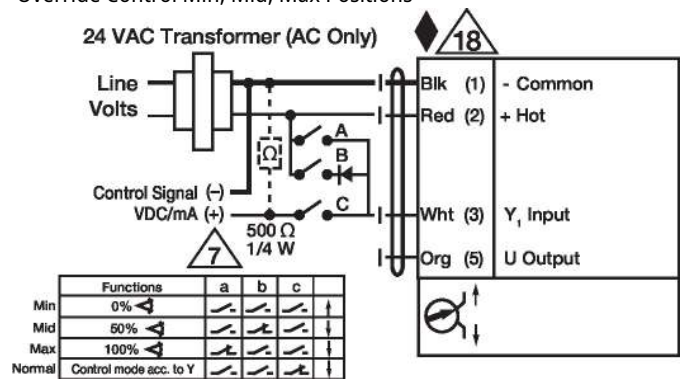 Override Control Min, Mid, Max Positions
24 VAC Transformer (AC Only)
18
Line
Volts
Blk (1) - Common
Red (2) + Hot
A
Ω
B
Control Signal (-)
VDC/mA (+)
C
Wht (3) Y1 Input
500 Ω
1/4 W
7
Org (5) U Output
Functions a b c
Min 0%
Mid 50%
Max 100%
Normal Control mode acc. to Y